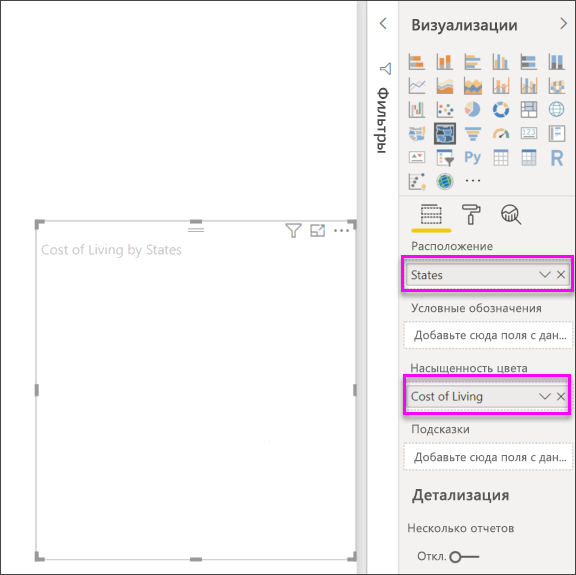 Визуализации
Фильтры
123
Py
R
Cost of Living by States
Расположение
States
Условные обозначения
Добавьте сюда поля с дан...
Насыщенность цвета
Cost of Living
Подсказки
Добавьте сюда поля с дан...
Детализация
Несколько отчетов
Откл.